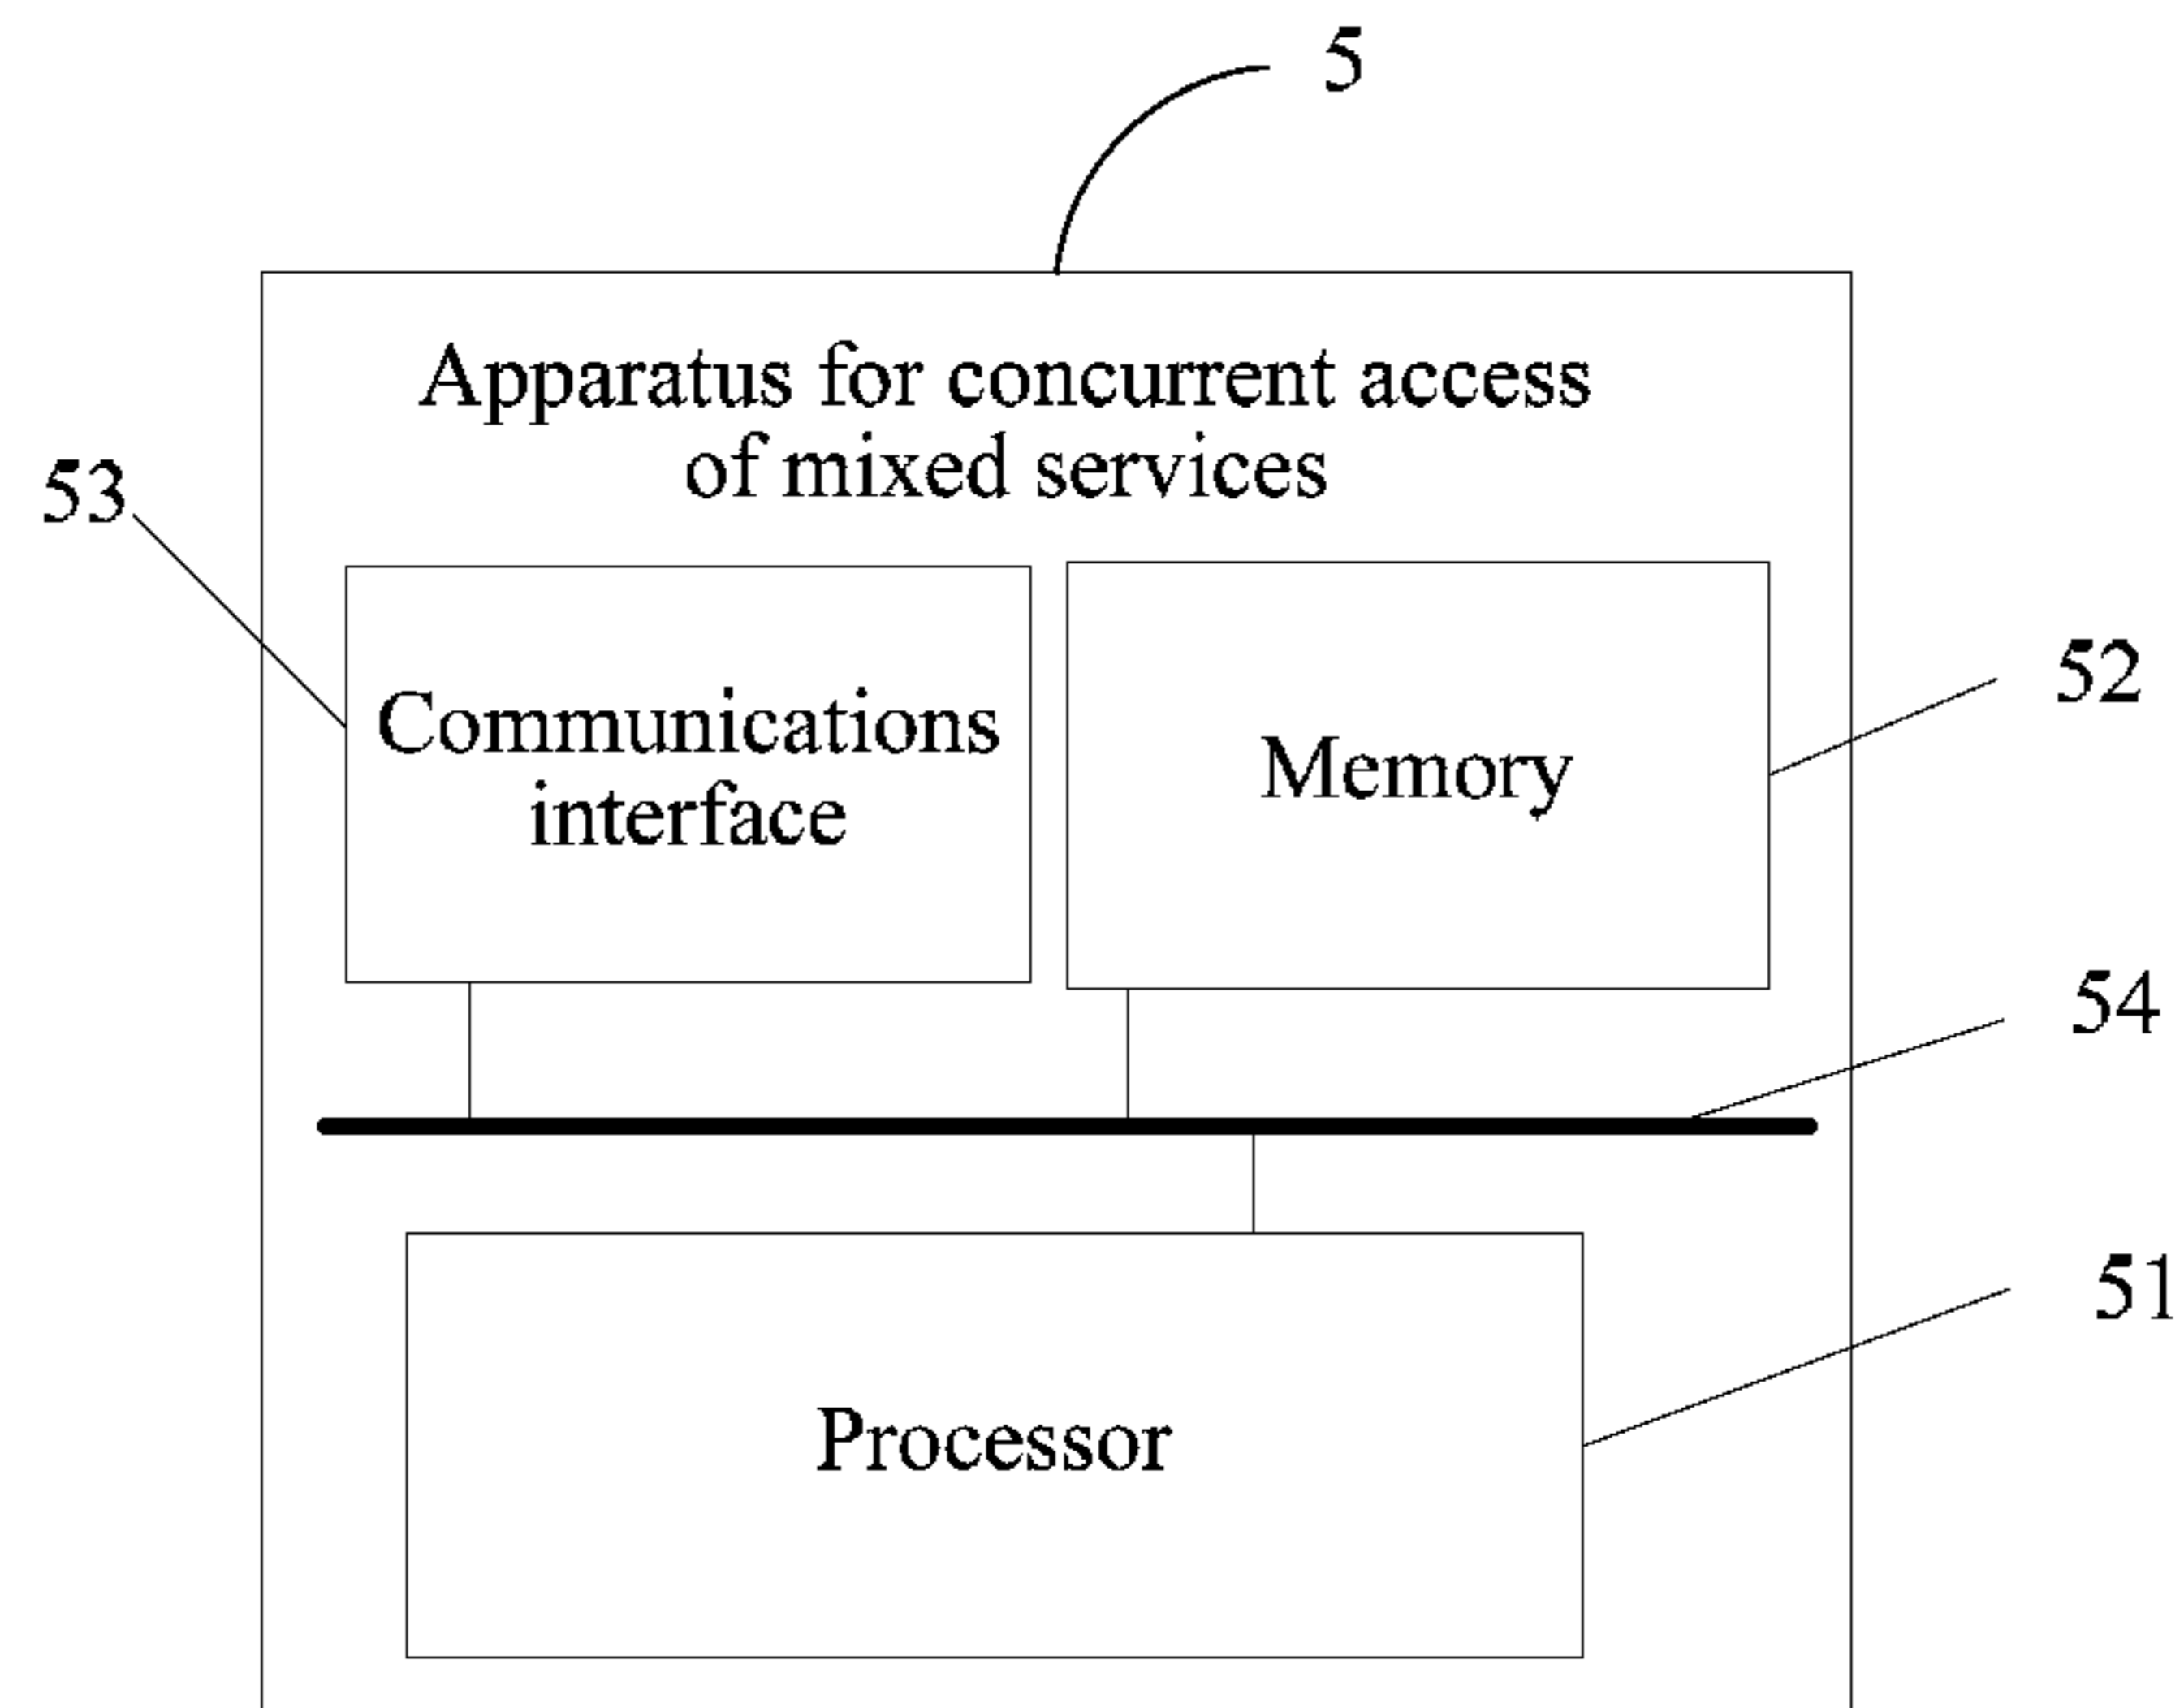 5
Apparatus for concurrent access
of mixed services
53
Communications
interface
Memory
52
54
51
Processor